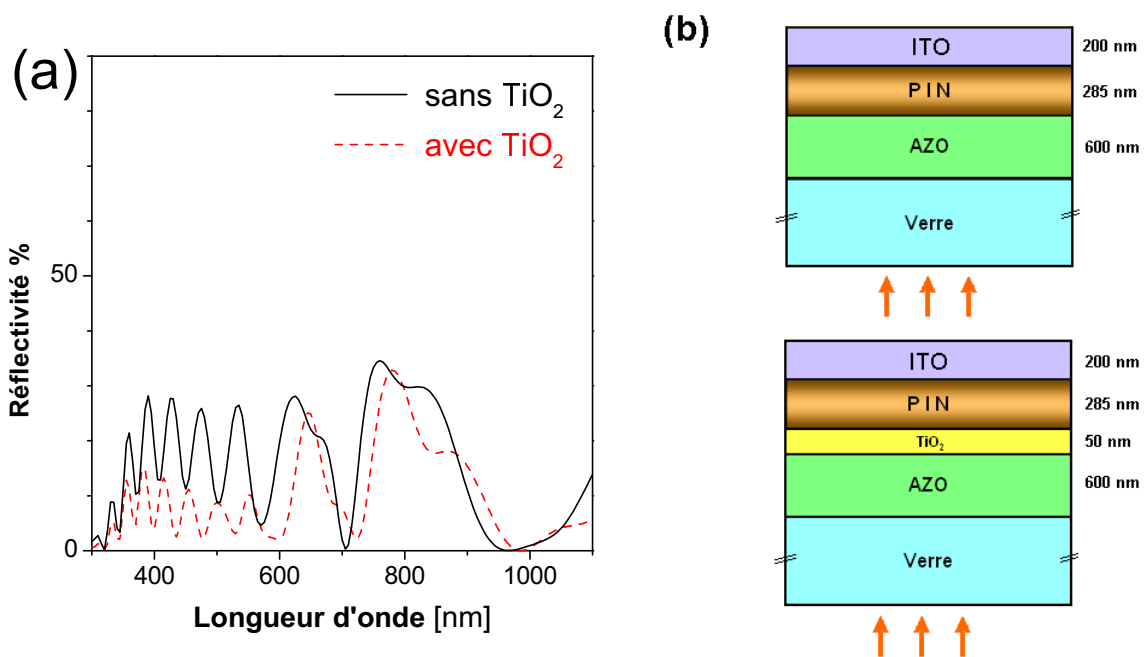 (a)
sans TiO2
avec TiO2
Réflectivité %
50
0
400
600
800
1000
Longueur d'onde [nm]
(b)
ITO
200 nm
PIN
285 nm
AZO
600 nm
Verre
ITO
200 nm
PIN
285 nm
TiO2
50 nm
AZO
600 nm
Verre